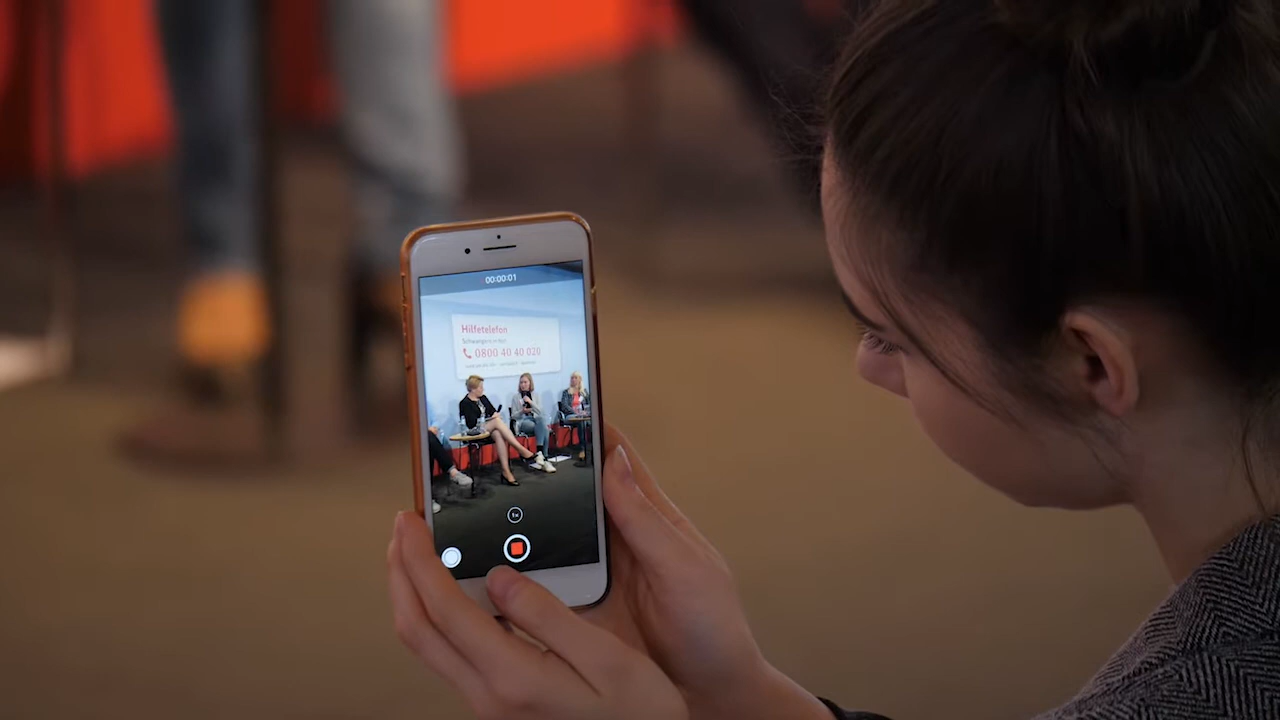 00:00:01
Hilfetelefon
Schwangere in Not
0800 40 40 020
1x